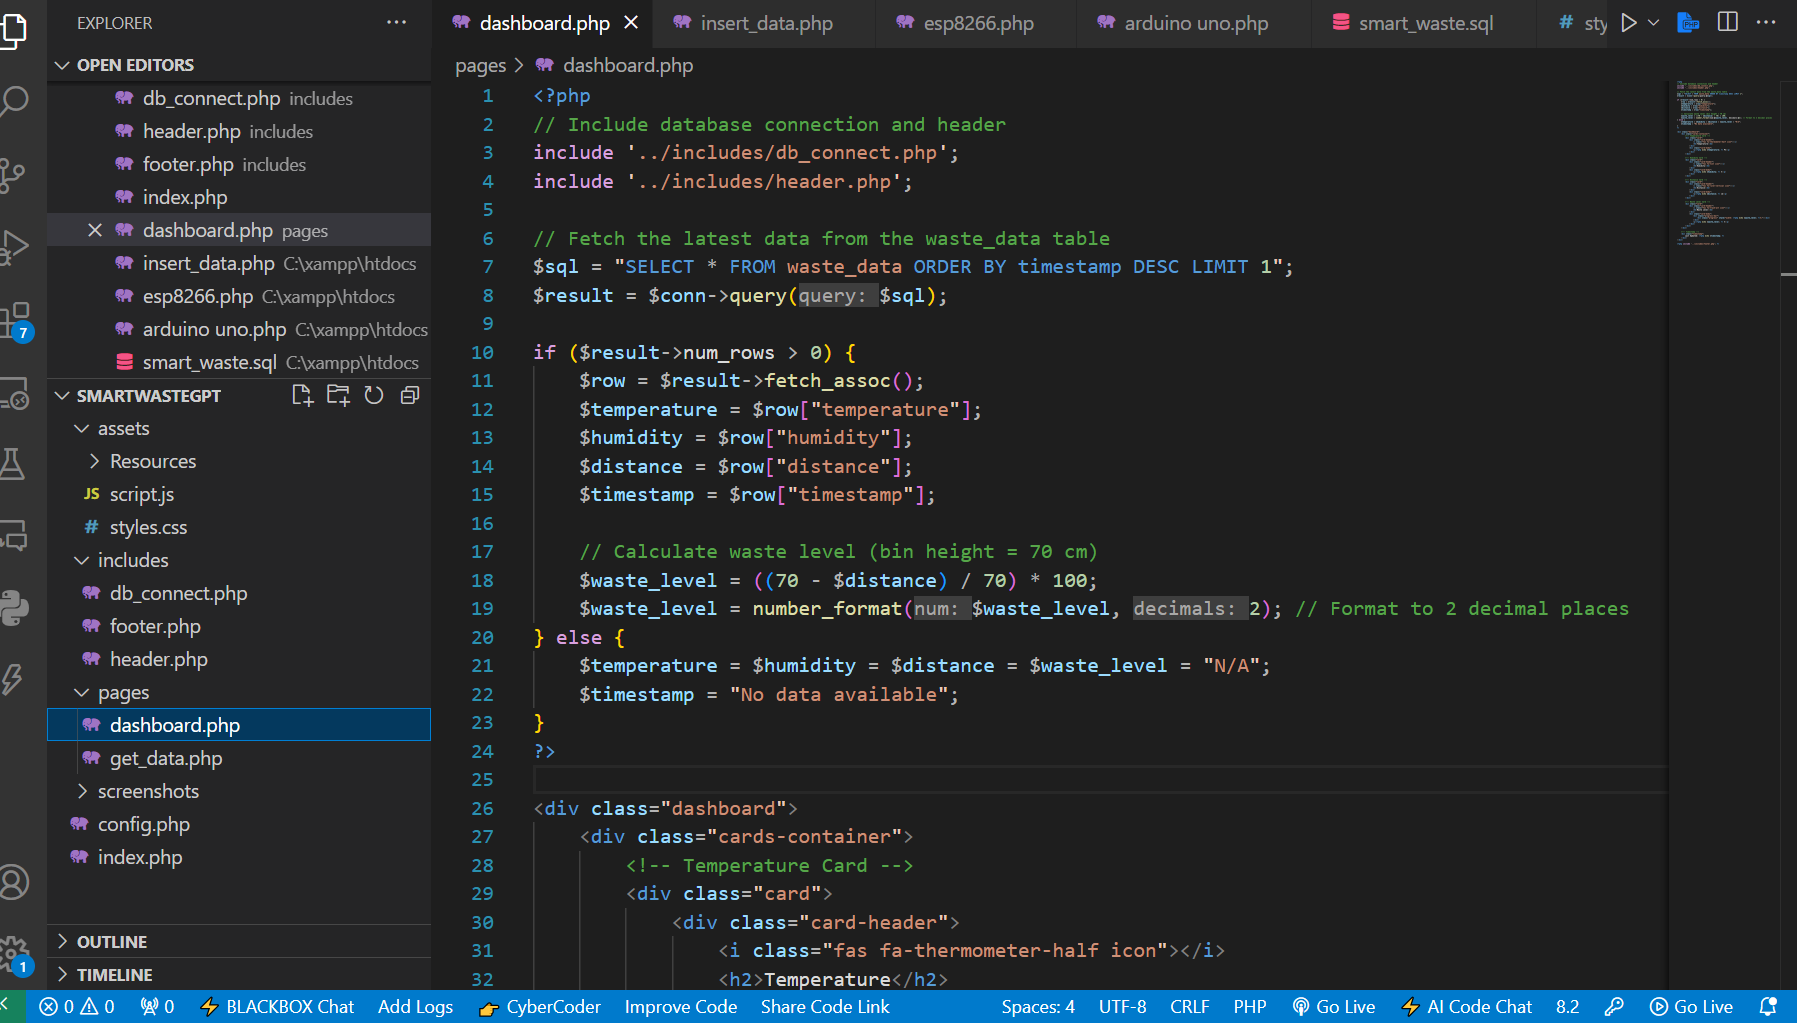 EXPLORER
OPEN EDITORS
db_connect.php includes
header.php includes
footer.php includes
index.php
dashboard.php pages
insert_data.php C:\xampp\htdocs
esp8266.php C:\xampp\htdocs
arduino uno.php C:\xampp\htdocs
smart_waste.sql C:\xampp\htdocs
SMARTWASTEGPT
assets
Resources
JS script.js
# styles.css
includes
db_connect.php
footer.php
header.php
pages
dashboard.php
get_data.php
screenshots
config.php
index.php
OUTLINE
TIMELINE
7
1
dashboard.php insert_data.php esp8266.php arduino uno.php smart_waste.sql # sty
pages > dashboard.php
1 <?php
2 // Include database connection and header
3 include '../includes/db_connect.php';
4 include '../includes/header.php';
5
6 // Fetch the latest data from the waste_data table
7 $sql = "SELECT * FROM waste_data ORDER BY timestamp DESC LIMIT 1";
8 $result = $conn->query(query: $sql);
9
10 if ($result->num_rows > 0) {
11     $row = $result->fetch_assoc();
12     $temperature = $row["temperature"];
13     $humidity = $row["humidity"];
14     $distance = $row["distance"];
15     $timestamp = $row["timestamp"];
16
17     // Calculate waste level (bin height = 70 cm)
18     $waste_level = ((70 - $distance) / 70) * 100;
19     $waste_level = number_format(num: $waste_level, decimals: 2); // Format to 2 decimal places
20 } else {
21     $temperature = $humidity = $distance = $waste_level = "N/A";
22     $timestamp = "No data available";
23 }
24 ?>
25
26 <div class="dashboard">
27     <div class="cards-container">
28         <!-- Temperature Card -->
29         <div class="card">
30             <div class="card-header">
31                 <i class="fas fa-thermometer-half icon"></i>
32                 <h2>Temperature</h2>
0 0 0 BLACKBOX Chat Add Logs CyberCoder Improve Code Share Code Link Spaces: 4 UTF-8 CRLF PHP Go Live AI Code Chat 8.2 Go Live